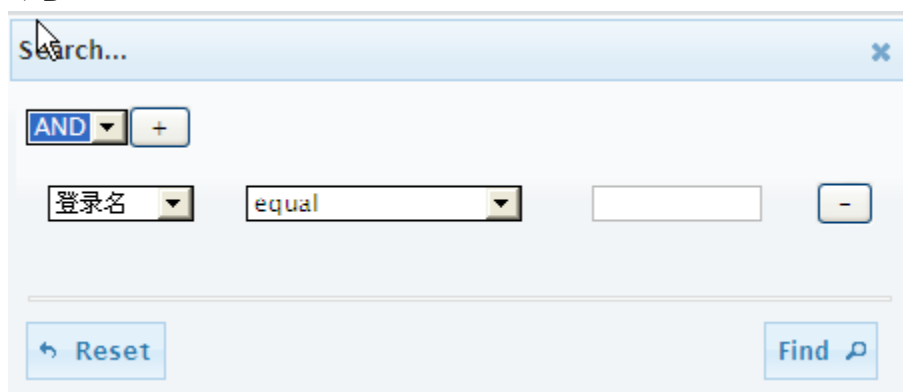 Search...
AND +
登录名 equal -
Reset Find